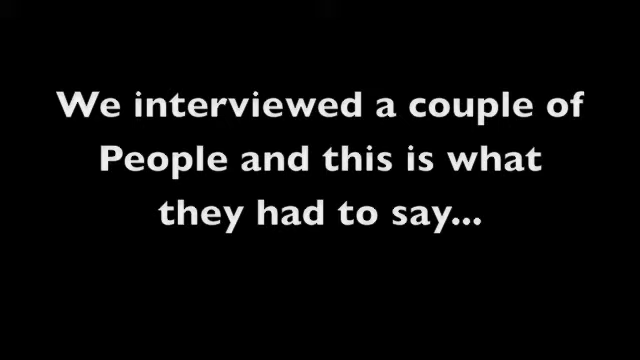 We interviewed a couple of
People and this is what
they had to say...